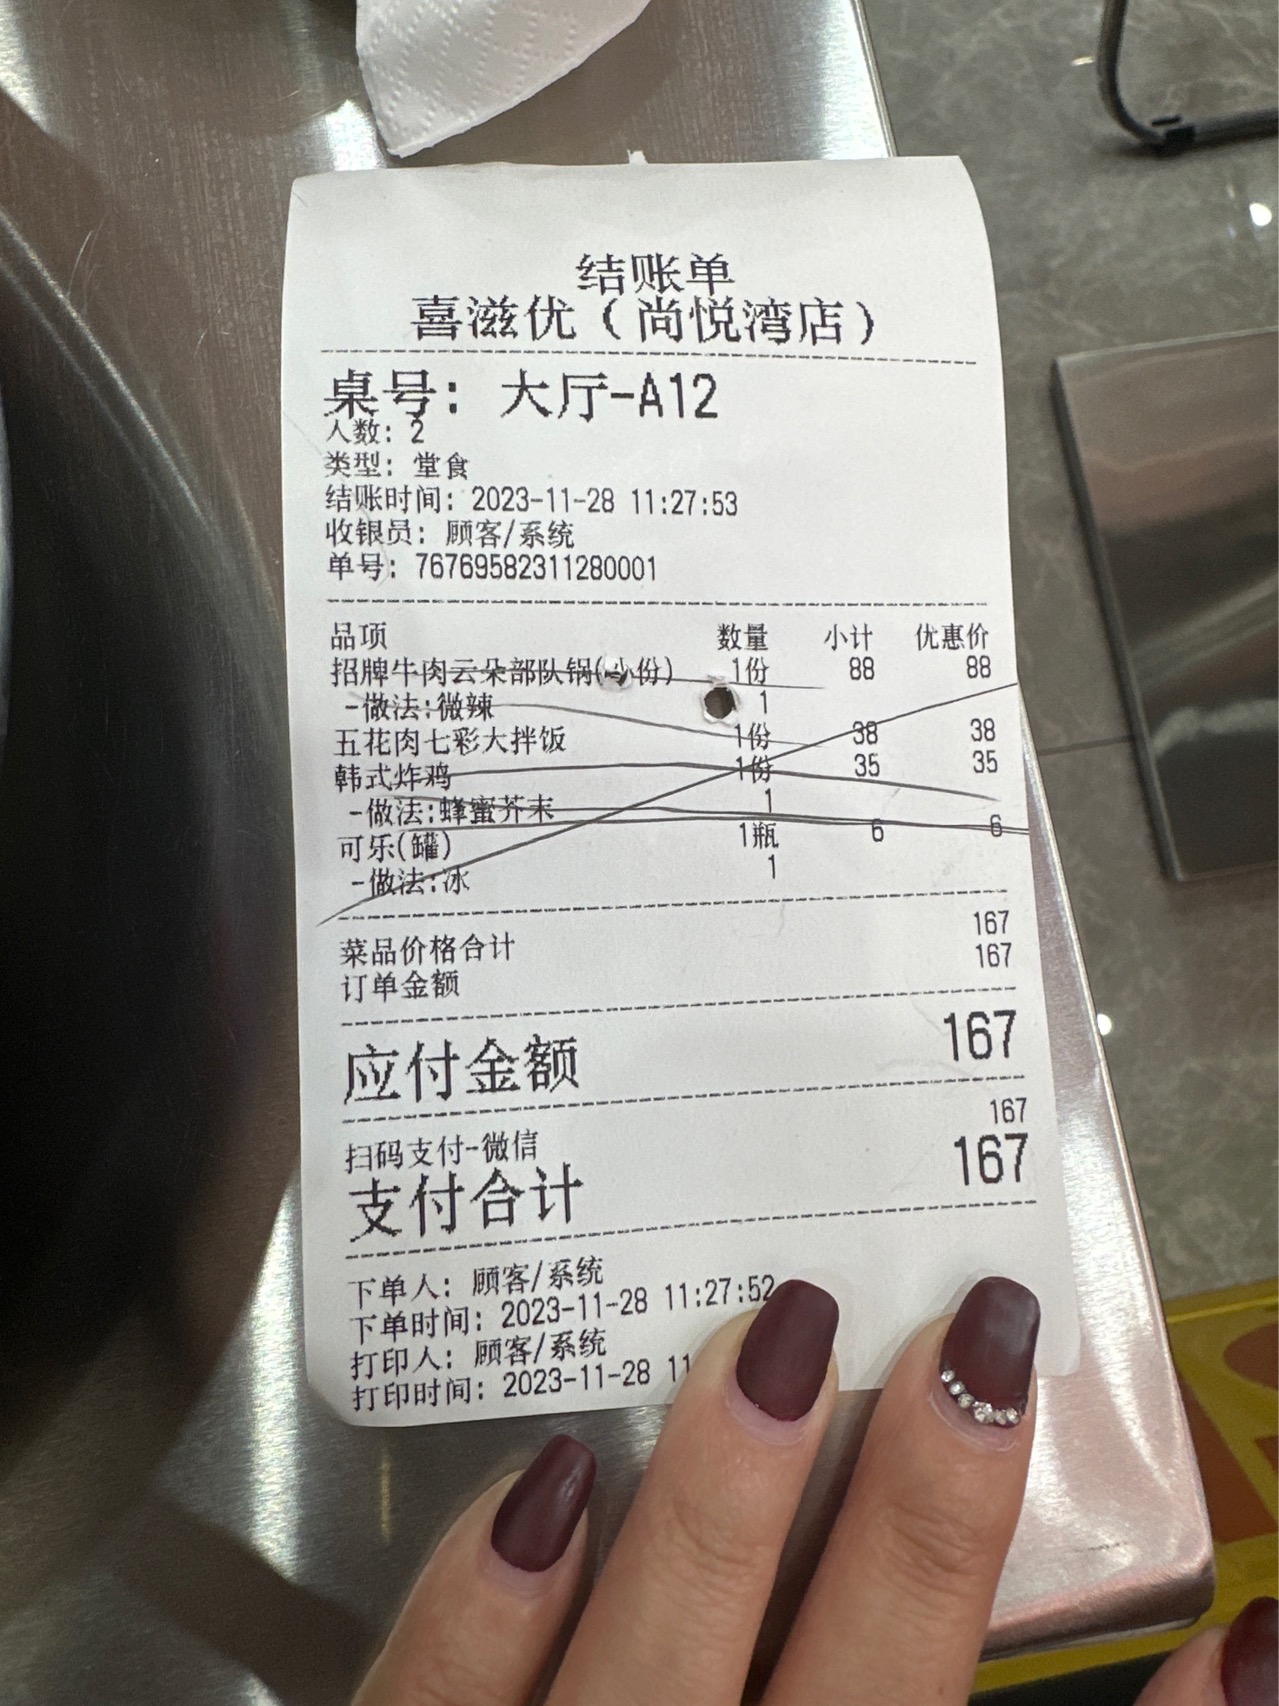 结账单
喜滋优（尚悦湾店）
桌号：大厅-A12
人数：2
类型：堂食
结账时间：2023-11-28 11:27:53
收银员：顾客/系统
单号：76769582311280001
品项 数量 小计 优惠价
招牌牛肉云朵部队锅(小份) 1份 88 88
-做法:微辣 1
五花肉七彩大拌饭 1份 38 38
韩式炸鸡 1份 35 35
-做法:蜂蜜芥末 1
可乐(罐) 1瓶 6 6
-做法:冰 1
菜品价格合计 167
订单金额 167
应付金额 167
扫码支付-微信 167
支付合计 167
下单人：顾客/系统
下单时间：2023-11-28 11:27:52
打印人：顾客/系统
打印时间：2023-11-28 11